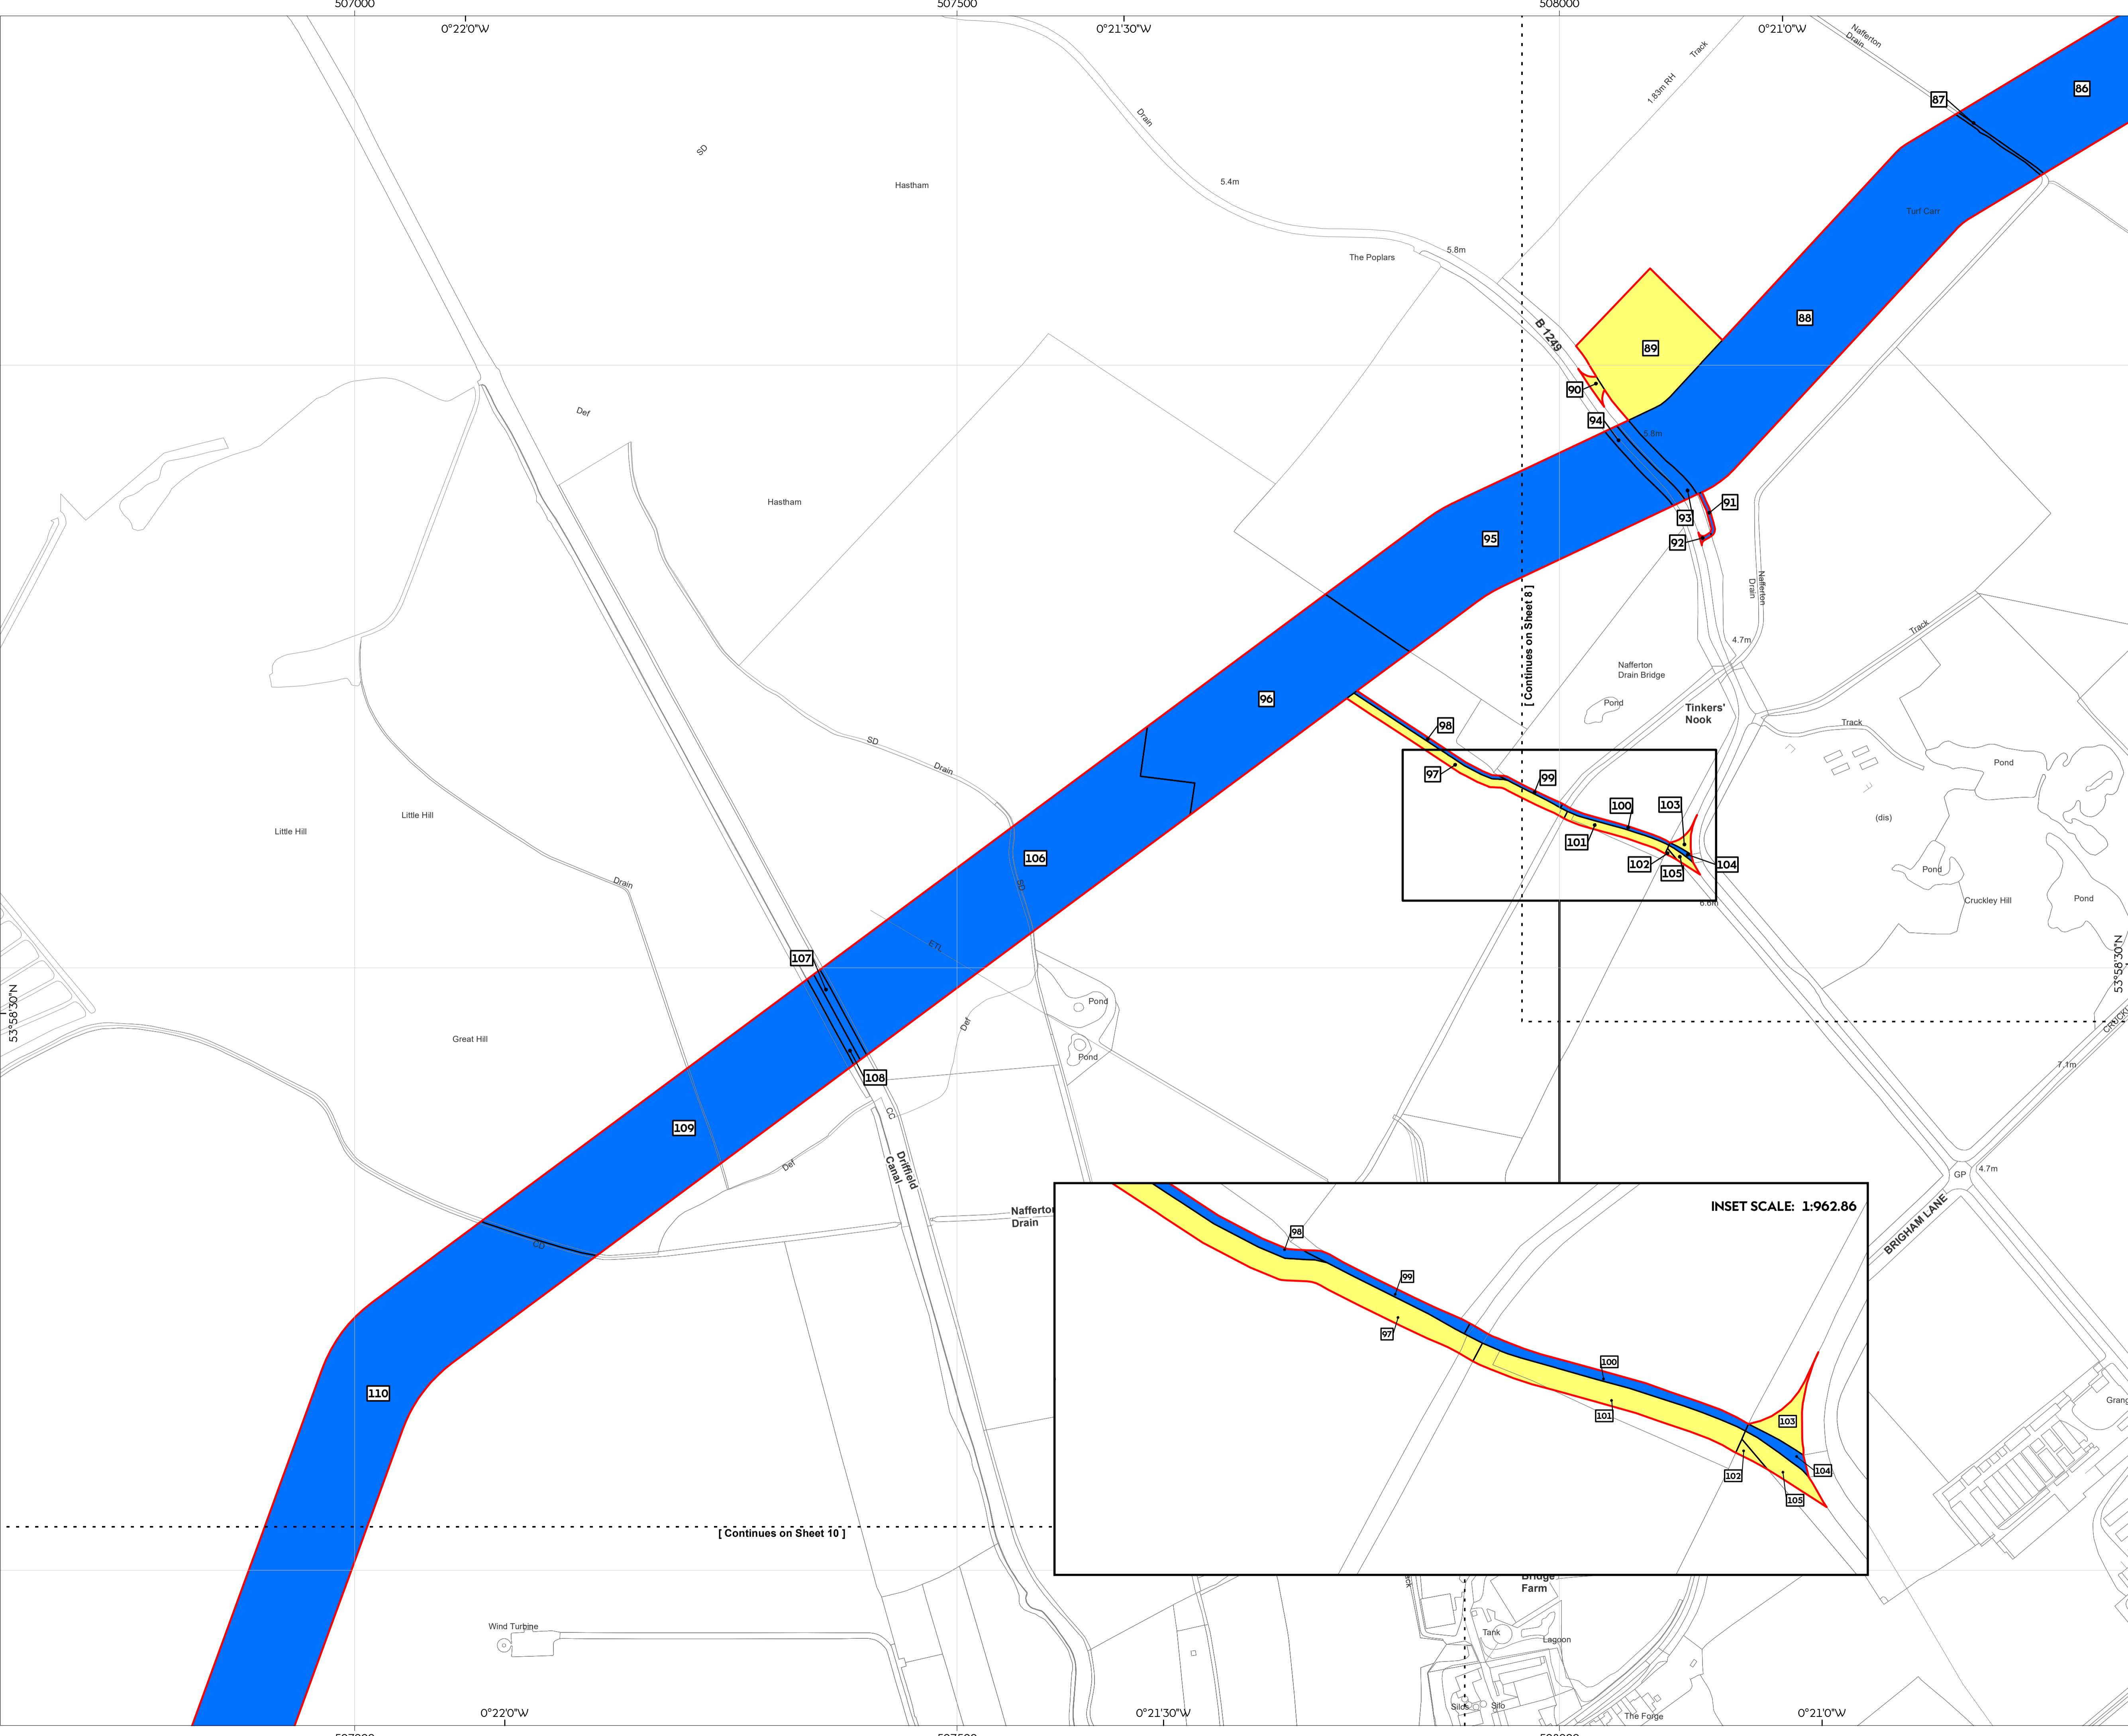 507000
507500
508000
0°22'0"W
0°21'30"W
0°21'0"W
Nafferton
Drain
Track
1.83m RH
86
87
Drain
SD
Hastham
5.4m
Turf Carr
5.8m
The Poplars
88
B 1249
89
90
Def
94
5.8m
Hastham
91
93
92
95
[ Continues on Sheet 8 ]
Nafferton
Drain
Track
4.7m
Nafferton
Drain Bridge
96
Pond
Tinkers'
Nook
98
Track
SD
Drain
97
99
Pond
100
103
Little Hill
Little Hill
(dis)
101
106
102
104
105
Pond
Drain
SD
6.6m
Cruckley Hill
Pond
ETL
107
53°58'30"N
53°58'30"N
Pond
Def
Great Hill
Pond
7.1m
108
CC
109
Def
Driffield
Canal
GP
4.7m
Nafferton
Drain
BRIGHAM LANE
INSET SCALE: 1:962.86
98
CD
99
97
100
101
103
102
104
105
110
[ Continues on Sheet 10 ]
Bridge
Farm
Wind Turbine
Tank
Lagoon
Silos
Silo
The Forge
0°22'0"W
0°21'30"W
0°21'0"W
507000
507500
508000